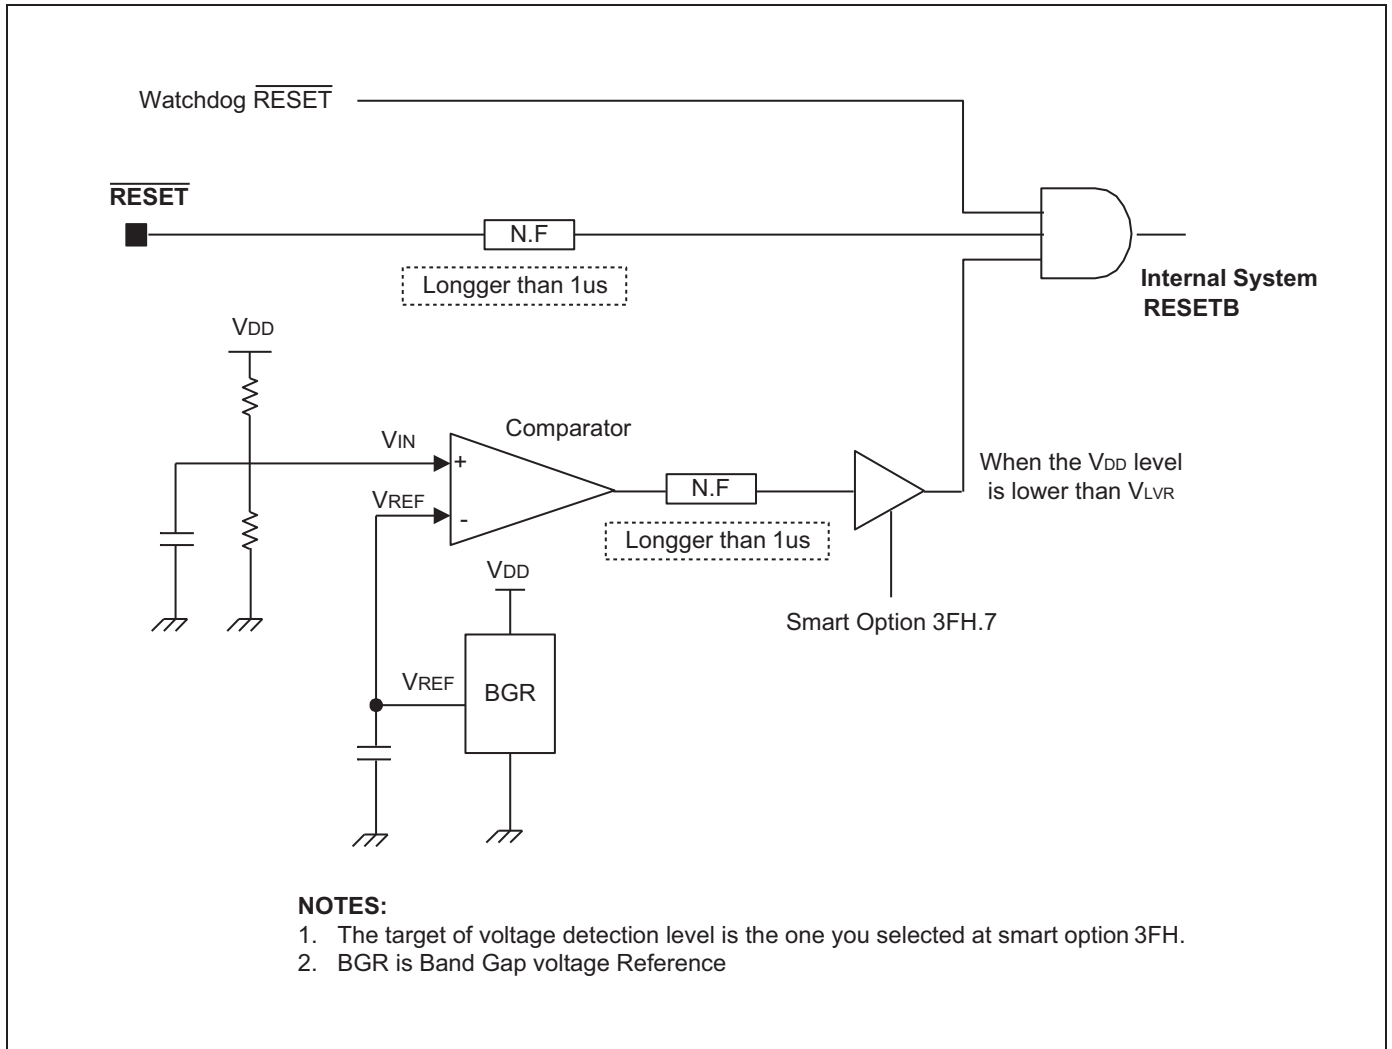 Watchdog RESET
RESET
N.F
Longger than 1us
Internal System
RESETB
VDD
Comparator
VIN
+
VREF
-
N.F
Longger than 1us
When the VDD level
is lower than VLVR
VDD
Smart Option 3FH.7
VREF
BGR
NOTES:
1. The target of voltage detection level is the one you selected at smart option 3FH.
2. BGR is Band Gap voltage Reference